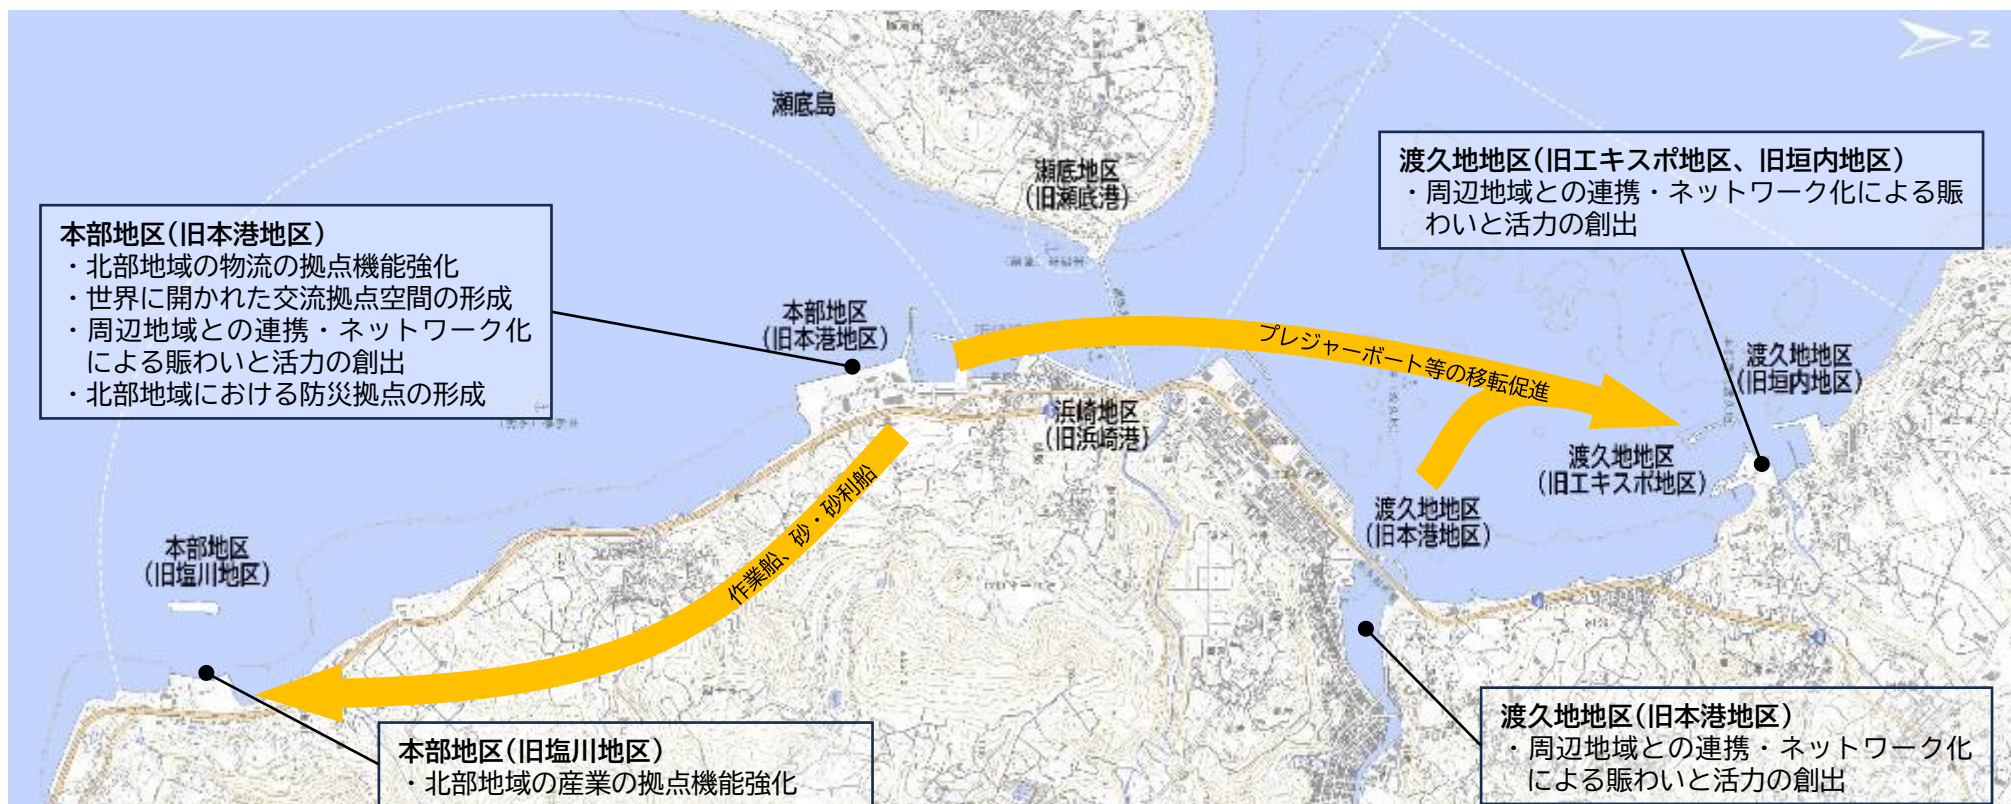 N
瀬底島
瀬底地区
(旧瀬底港)
渡久地地区(旧エキスポ地区、旧垣内地区)
・周辺地域との連携・ネットワーク化による賑
わいと活力の創出
本部地区(旧本港地区)
・北部地域の物流の拠点機能強化
・世界に開かれた交流拠点空間の形成
・周辺地域との連携・ネットワーク化
による賑わいと活力の創出
・北部地域における防災拠点の形成
本部地区
(旧本港地区)
プレジャーボート等の移転促進
渡久地地区
(旧垣内地区)
浜崎地区
(旧浜崎港)
渡久地地区
(旧エキスポ地区)
渡久地地区
(旧本港地区)
作業船、砂・砂利船
本部地区
(旧塩川地区)
本部地区(旧塩川地区)
・北部地域の産業の拠点機能強化
渡久地地区(旧本港地区)
・周辺地域との連携・ネットワーク化
による賑わいと活力の創出